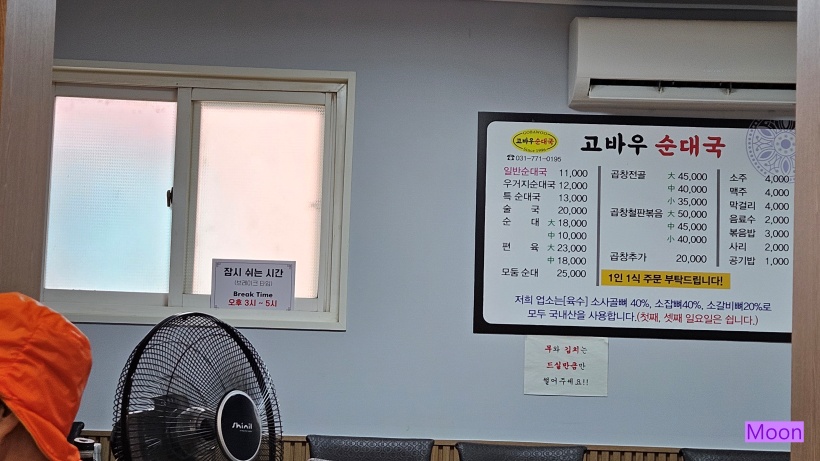 고바우순대국
☎031-771-0195
고바우 순대국
일반순대국 11,000
우거지순대국 12,000
특 순대국 13,000
술 국 20,000
순 대 大 18,000
中 10,000
편 육 大 23,000
中 18,000
모둠 순대 25,000
곱창전골 大 45,000
中 40,000
小 35,000
곱창철판볶음 大 50,000
中 45,000
小 40,000
곱창추가 20,000
소주 4,000
맥주 4,000
막걸리 4,000
음료수 2,000
볶음밥 3,000
사리 2,000
공기밥 1,000
1인 1식 주문 부탁드립니다!
저희 업소는[육수] 소사골뼈 40%, 소잡뼈40%, 소갈비뼈20%로
모두 국내산을 사용합니다.(첫째, 셋째 일요일은 쉽니다.)
잠시 쉬는 시간
(브레이크 타임)
Break Time
오후 3시 ~ 5시
김치는
드실만큼만
덜어주세요!!
Shinil
Moon